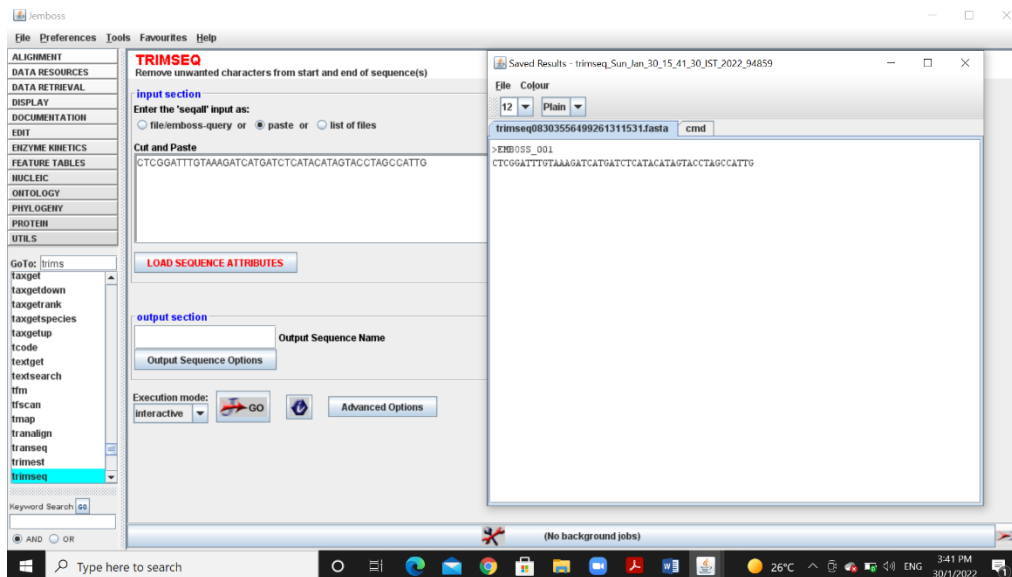 Jemboss
File Preferences Tools Favourites Help
ALIGNMENT
DATA RESOURCES
DATA RETRIEVAL
DISPLAY
DOCUMENTATION
EDIT
ENZYME KINETICS
FEATURE TABLES
NUCLEIC
ONTOLOGY
PHYLOGENY
PROTEIN
UTILS
GoTo: trims
taxget
taxgetdown
taxgetrank
taxgetspecies
taxgetup
tcode
textget
textsearch
tfm
tfscan
tmap
tranalign
transeq
trimest
trimseq
Keyword Search GO
AND OR
TRIMSEQ
Remove unwanted characters from start and end of sequence(s)
input section
Enter the 'seqall' input as:
file/emboss-query or paste or list of files
Cut and Paste
CTCGGATTTGTAAAGATCATGATCTCATACATAGTACCTAGCCATTG
LOAD SEQUENCE ATTRIBUTES
output section
Output Sequence Name
Output Sequence Options
Execution mode:
interactive
GO
Advanced Options
Saved Results - trimseq_Sun_Jan_30_15_41_30_IST_2022_94859
File Colour
12 Plain
trimseq08303556499261311531.fasta cmd
>EMBOSS_001
CTCGGATTTGTAAAGATCATGATCTCATACATAGTACCTAGCCATTG
(No background jobs)
Type here to search
26°C
ENG
3:41 PM
30/1/2022